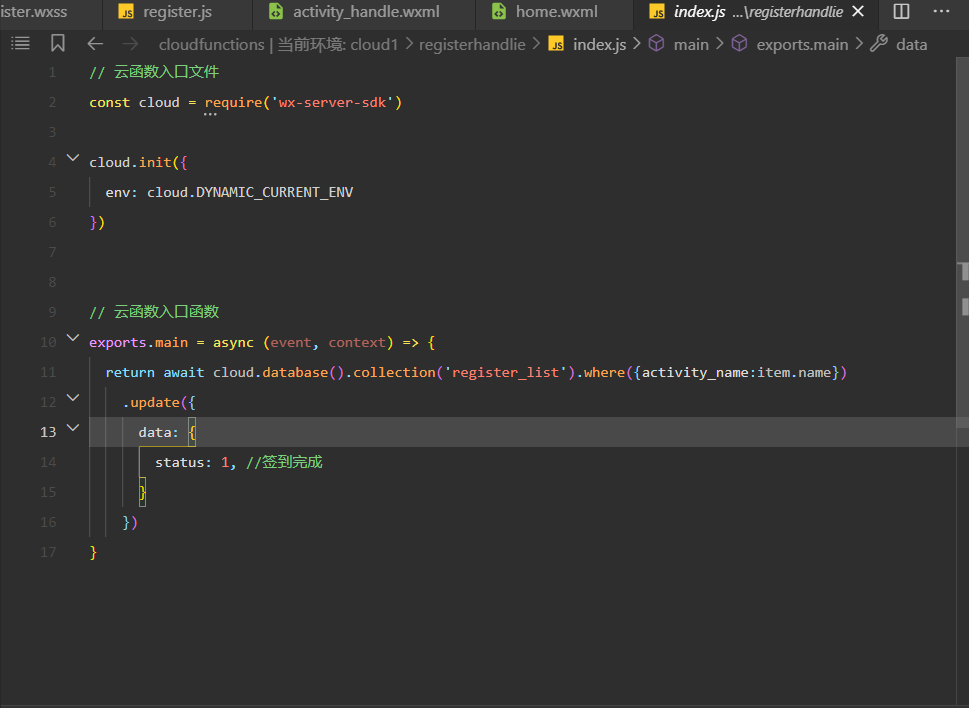 ister.wxss JS register.js activity_handle.wxml home.wxml JS index.js ...\registerhandlie
cloudfunctions | 当前环境: cloud1 > registerhandlie > JS index.js > main > exports.main > data
1 // 云函数入口文件
2 const cloud = require('wx-server-sdk')
3
4 cloud.init({
5 env: cloud.DYNAMIC_CURRENT_ENV
6 })
7
8
9 // 云函数入口函数
10 exports.main = async (event, context) => {
11 return await cloud.database().collection('register_list').where({activity_name:item.name})
12 .update({
13 data: {
14 status: 1, //签到完成
15 }
16 })
17 }